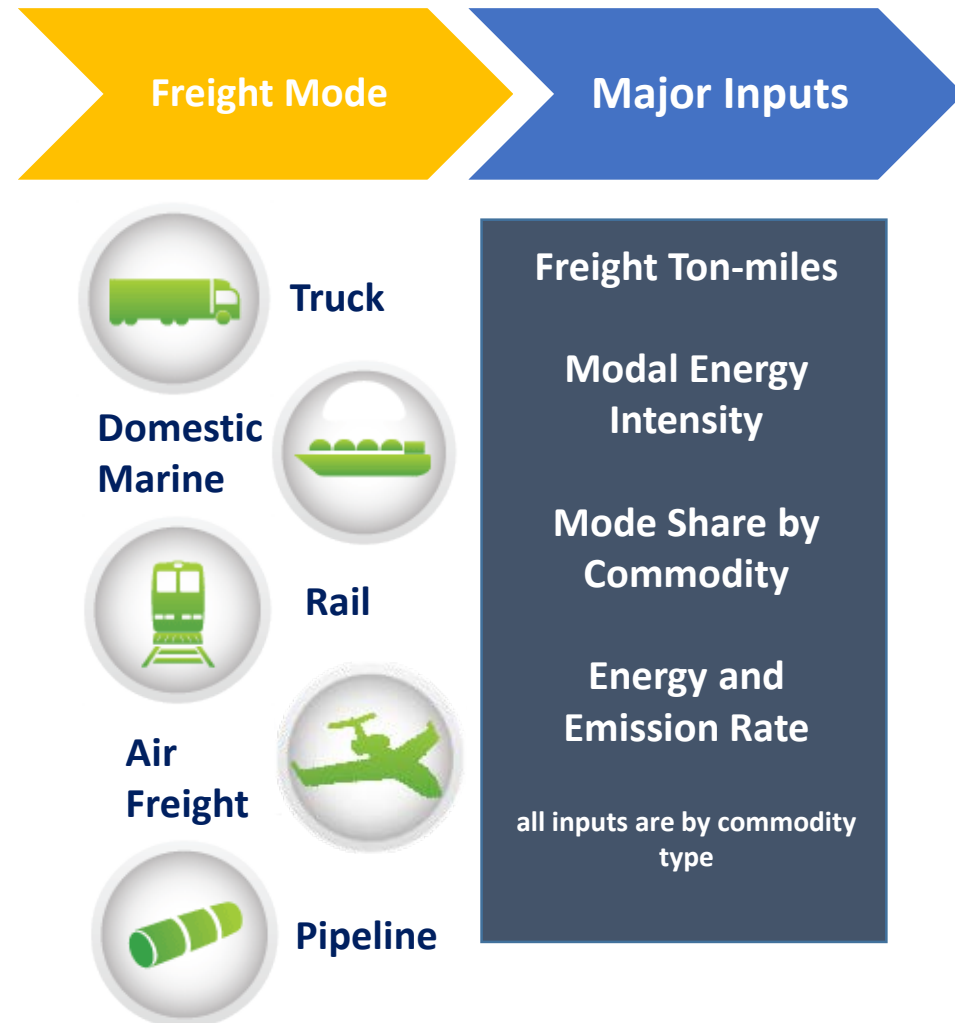 Freight Mode
Major Inputs
Truck
Domestic
Marine
Rail
Air
Freight
Pipeline
Freight Ton-miles
Modal Energy
Intensity
Mode Share by
Commodity
Energy and
Emission Rate
all inputs are by commodity
type